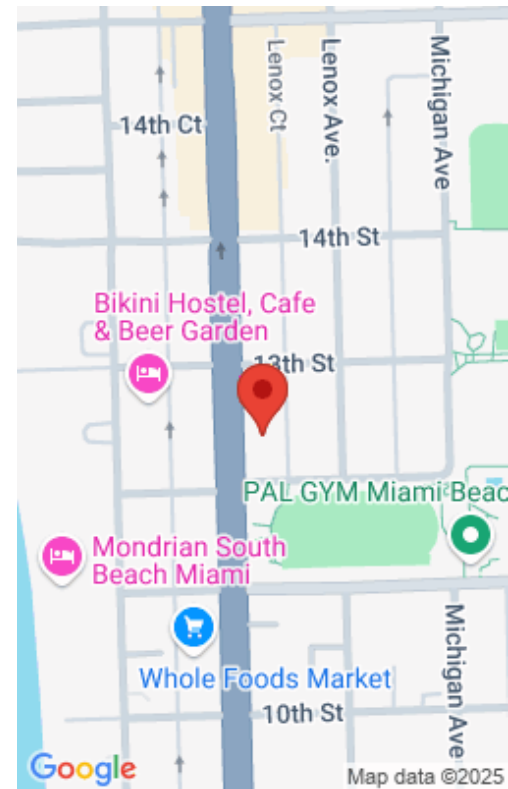 Lenox Ct
Lenox Ave.
Michigan Ave
14th Ct
14th St
Bikini Hostel, Cafe
& Beer Garden
13th St
PAL GYM Miami Beac
Mondrian South
Beach Miami
Whole Foods Market
Michigan Ave
10th St
Google
Map data ©2025